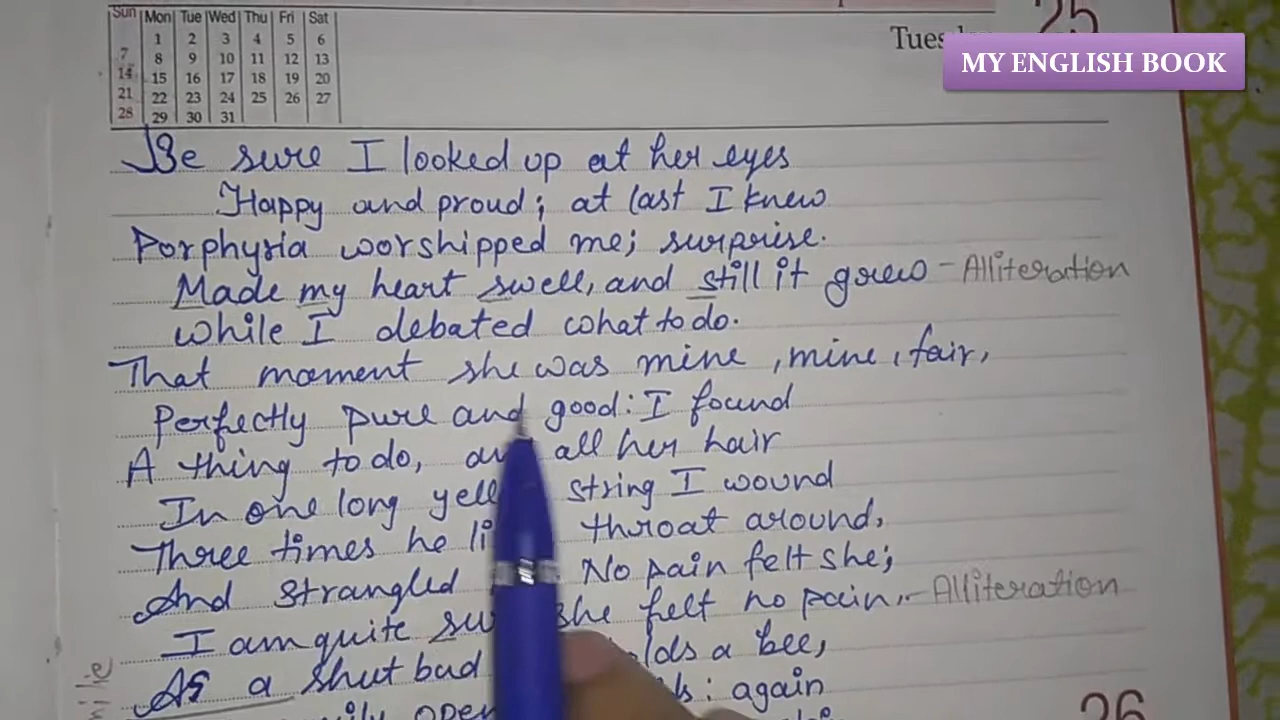 Sun Mon Tue Wed Thu Fri Sat
1 2 3 4 5 6
7 8 9 10 11 12 13
14 15 16 17 18 19 20
21 22 23 24 25 26 27
28 29 30 31
25
MY ENGLISH BOOK
Be sure I looked up at her eyes
Happy and proud; at last I knew
Porphyria worshipped me; surprise.
Made my heart swell, and still it grew - Alliteration
while I debated what to do.
That moment she was mine, mine, fair,
Perfectly pure and good: I found
A thing to do, all her hair
In one long string I wound
Three times he throat around,
And strangled No pain felt she;
I am quite she felt no pain. - Alliteration
As a shut bud a bee,
again
26